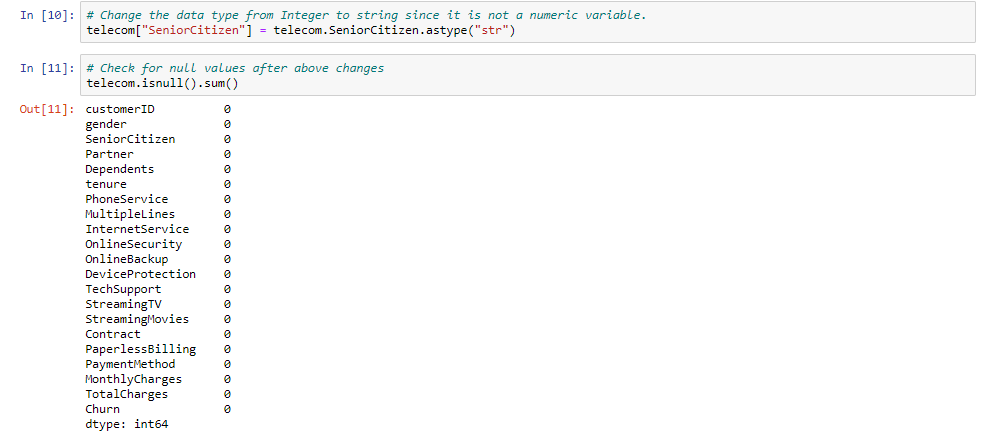 In [10]: # Change the data type from Integer to string since it is not a numeric variable.
telecom["SeniorCitizen"] = telecom.SeniorCitizen.astype("str")
In [11]: # Check for null values after above changes
telecom.isnull().sum()
Out[11]: customerID 0
gender 0
SeniorCitizen 0
Partner 0
Dependents 0
tenure 0
PhoneService 0
MultipleLines 0
InternetService 0
OnlineSecurity 0
OnlineBackup 0
DeviceProtection 0
TechSupport 0
StreamingTV 0
StreamingMovies 0
Contract 0
PaperlessBilling 0
PaymentMethod 0
MonthlyCharges 0
TotalCharges 0
Churn 0
dtype: int64